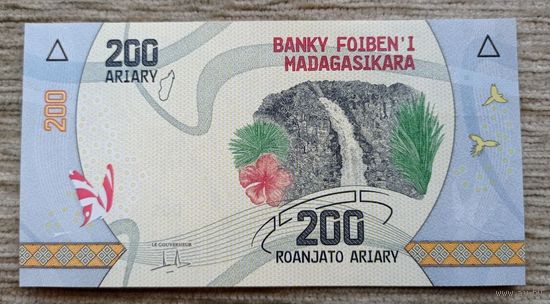 200
ARIARY
BANKY FOIBEN'I
MADAGASIKARA
200
LE GOUVERNEUR
200
ROANJATO ARIARY